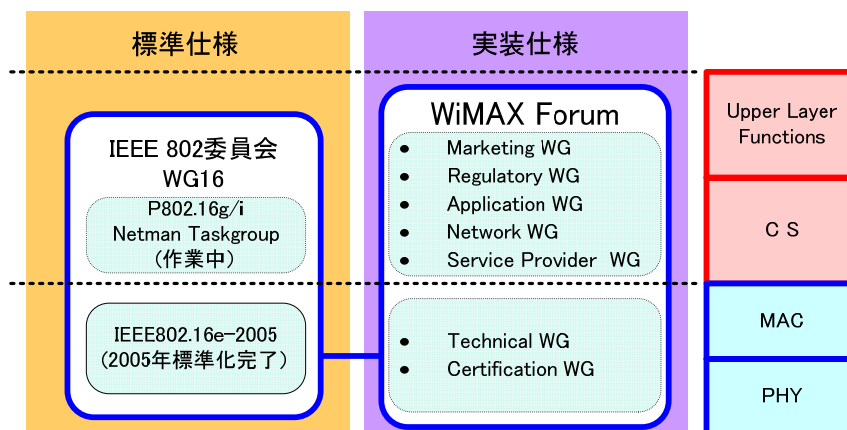 標準仕様
実装仕様
IEEE 802委員会
WG16
P802.16g/i
Netman Taskgroup
(作業中)
IEEE802.16e-2005
(2005年標準化完了)
WiMAX Forum
• Marketing WG
• Regulatory WG
• Application WG
• Network WG
• Service Provider WG
• Technical WG
• Certification WG
Upper Layer
Functions
C S
MAC
PHY